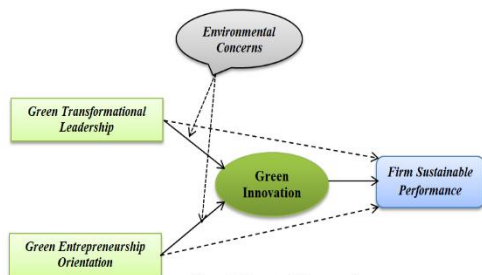 Environmental
Concerns
Green Transformational
Leadership
Green
Innovation
Firm Sustainable
Performance
Green Entrepreneurship
Orientation